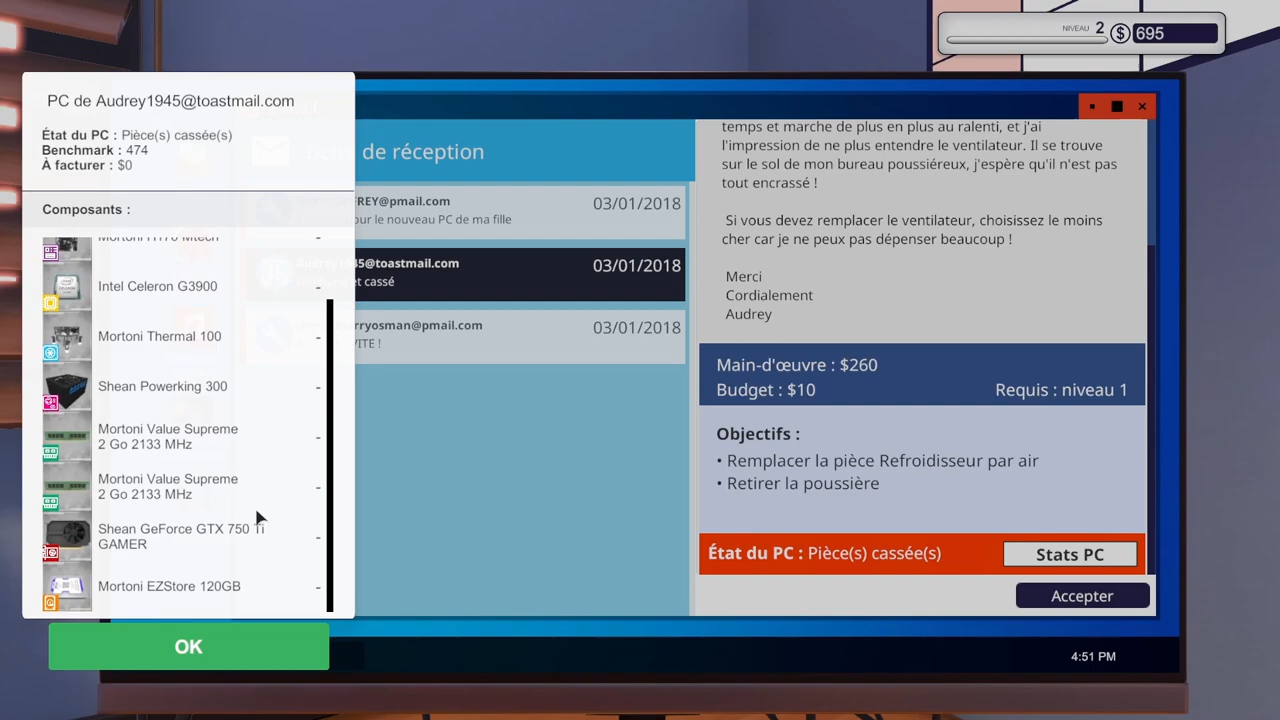 NIVEAU 2 $ 695
PC de Audrey1945@toastmail.com
État du PC : Pièce(s) cassée(s)
Benchmark : 474
À facturer : $0
Composants :
Mortoni H170 Mtech -
Intel Celeron G3900 -
Mortoni Thermal 100 -
Shean Powerking 300 -
Mortoni Value Supreme
2 Go 2133 MHz -
Mortoni Value Supreme
2 Go 2133 MHz -
Shean GeForce GTX 750 Ti
GAMER -
Mortoni EZStore 120GB -
OK
de réception
REY@pmail.com 03/01/2018
our le nouveau PC de ma fille
45@toastmail.com 03/01/2018
et cassé
rryosman@pmail.com 03/01/2018
ITE !
temps et marche de plus en plus au ralenti, et j'ai
l'impression de ne plus entendre le ventilateur. Il se trouve
sur le sol de mon bureau poussiéreux, j'espère qu'il n'est pas
tout encrassé !
Si vous devez remplacer le ventilateur, choisissez le moins
cher car je ne peux pas dépenser beaucoup !
Merci
Cordialement
Audrey
Main-d'œuvre : $260
Budget : $10 Requis : niveau 1
Objectifs :
• Remplacer la pièce Refroidisseur par air
• Retirer la poussière
État du PC : Pièce(s) cassée(s) Stats PC
Accepter
4:51 PM